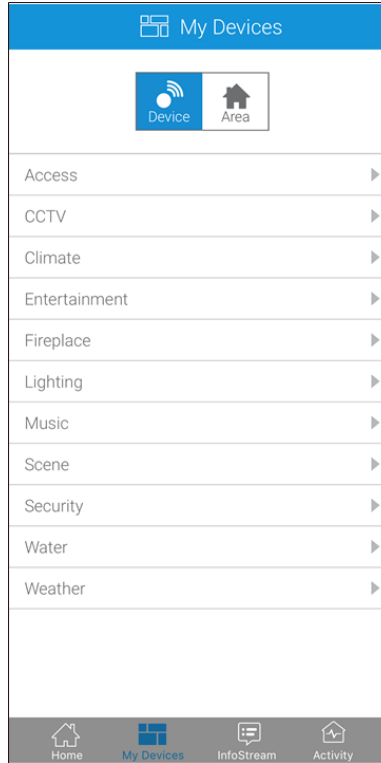 My Devices
Device Area
Access
CCTV
Climate
Entertainment
Fireplace
Lighting
Music
Scene
Security
Water
Weather
Home My Devices InfoStream Activity